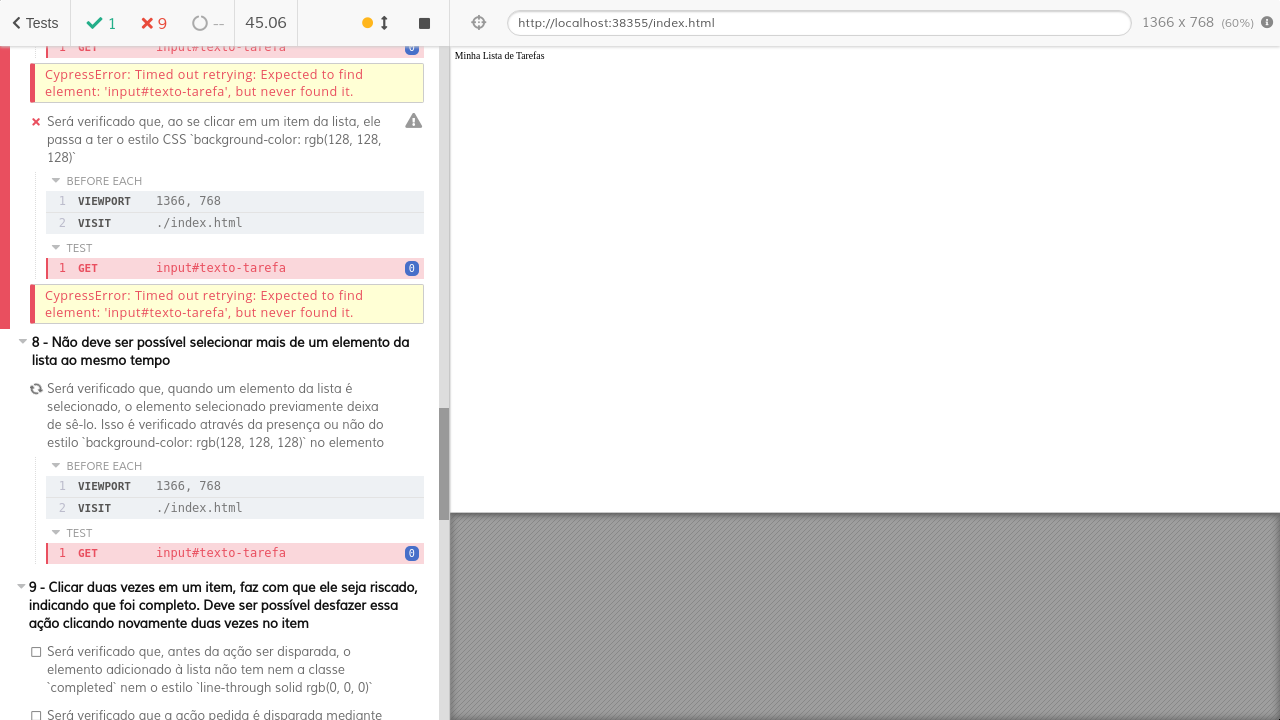 Tests
1
9
--
45.06
http://localhost:38355/index.html
1366 x 768 (60%)
1 GET input#texto-tarefa 0
CypressError: Timed out retrying: Expected to find
element: 'input#texto-tarefa', but never found it.
Será verificado que, ao se clicar em um item da lista, ele
passa a ter o estilo CSS `background-color: rgb(128, 128,
128)`
BEFORE EACH
1 VIEWPORT 1366, 768
2 VISIT ./index.html
TEST
1 GET input#texto-tarefa 0
CypressError: Timed out retrying: Expected to find
element: 'input#texto-tarefa', but never found it.
8 - Não deve ser possível selecionar mais de um elemento da
lista ao mesmo tempo
Será verificado que, quando um elemento da lista é
selecionado, o elemento selecionado previamente deixa
de sê-lo. Isso é verificado através da presença ou não do
estilo `background-color: rgb(128, 128, 128)` no elemento
BEFORE EACH
1 VIEWPORT 1366, 768
2 VISIT ./index.html
TEST
1 GET input#texto-tarefa 0
9 - Clicar duas vezes em um item, faz com que ele seja riscado,
indicando que foi completo. Deve ser possível desfazer essa
ação clicando novamente duas vezes no item
Será verificado que, antes da ação ser disparada, o
elemento adicionado à lista não tem nem a classe
`completed` nem o estilo `line-through solid rgb(0, 0, 0)`
Será verificado que a ação pedida é disparada mediante
Minha Lista de Tarefas